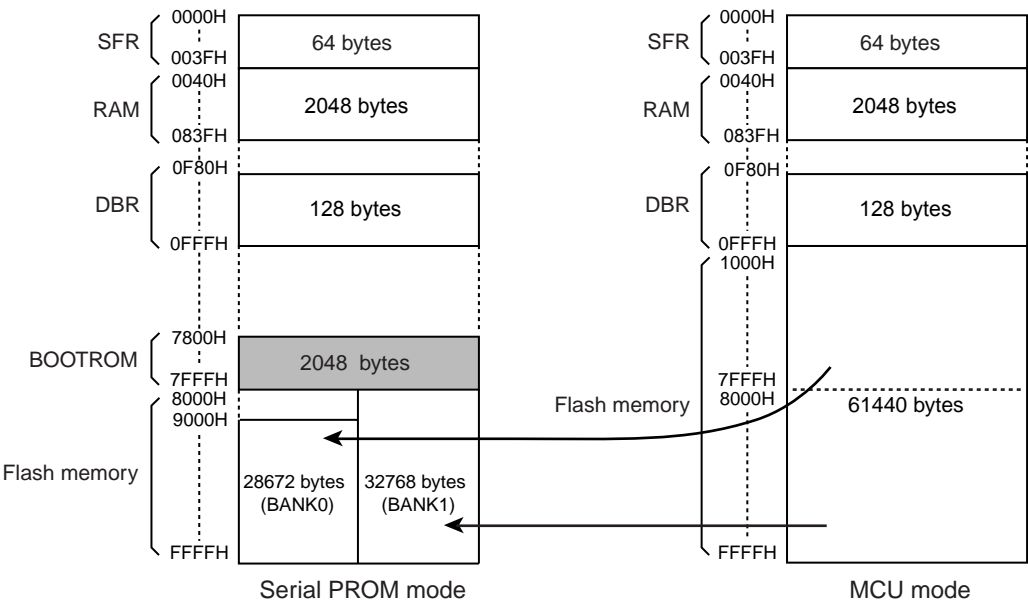 0000H
SFR
64 bytes
003FH
0040H
RAM
2048 bytes
083FH
0F80H
DBR
128 bytes
0FFFH
7800H
BOOTROM
2048 bytes
7FFFH
8000H
9000H
Flash memory
28672 bytes
(BANK0)
32768 bytes
(BANK1)
FFFFH
Serial PROM mode
0000H
SFR
64 bytes
003FH
0040H
RAM
2048 bytes
083FH
0F80H
DBR
128 bytes
0FFFH
1000H
7FFFH
8000H
Flash memory
61440 bytes
FFFFH
MCU mode